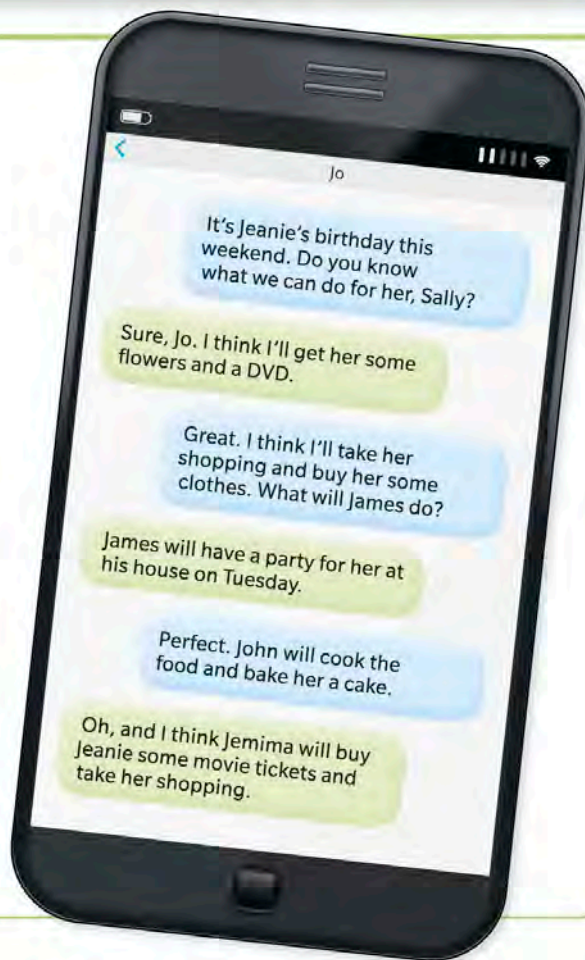 Jo
It's Jeanie's birthday this
weekend. Do you know
what we can do for her, Sally?
Sure, Jo. I think I'll get her some
flowers and a DVD.
Great. I think I'll take her
shopping and buy her some
clothes. What will James do?
James will have a party for her at
his house on Tuesday.
Perfect. John will cook the
food and bake her a cake.
Oh, and I think Jemima will buy
Jeanie some movie tickets and
take her shopping.